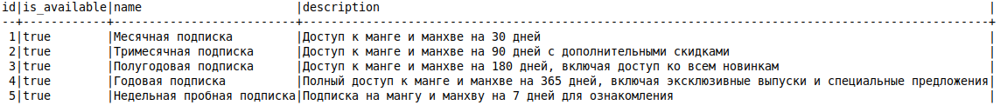 id|is_available|name                     |description                                                                                         |
--+------------+-------------------------+----------------------------------------------------------------------------------------------------+
 1|true        |Месячная подписка        |Доступ к манге и манхве на 30 дней                                                                  |
 2|true        |Тримесячная подписка     |Доступ к манге и манхве на 90 дней с дополнительными скидками                                       |
 3|true        |Полугодовая подписка     |Доступ к манге и манхве на 180 дней, включая доступ ко всем новинкам                                |
 4|true        |Годовая подписка         |Полный доступ к манге и манхве на 365 дней, включая эксклюзивные выпуски и специальные предложения|
 5|true        |Недельная пробная подписка|Подписка на мангу и манхву на 7 дней для ознакомления                                               |